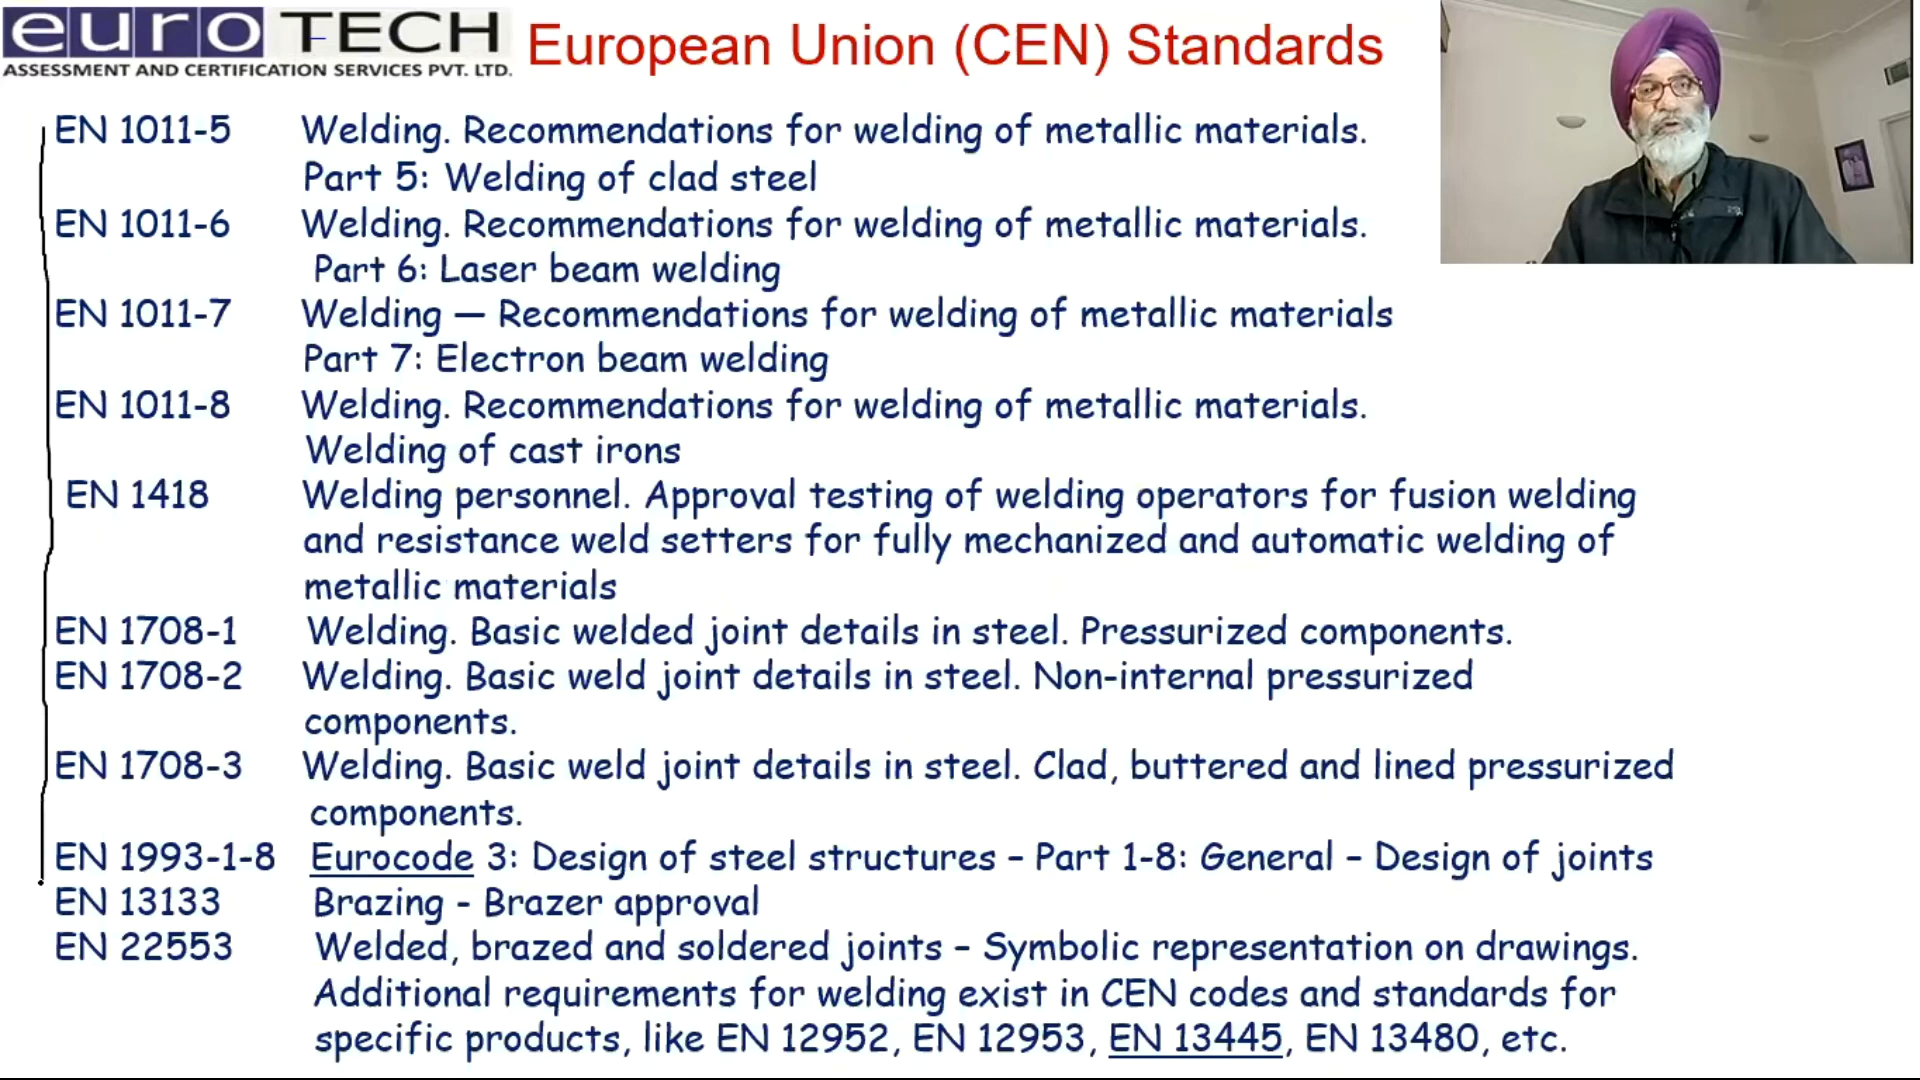 euro TECH
ASSESSMENT AND CERTIFICATION SERVICES PVT. LTD.
European Union (CEN) Standards
EN 1011-5 Welding. Recommendations for welding of metallic materials.
Part 5: Welding of clad steel
EN 1011-6 Welding. Recommendations for welding of metallic materials.
Part 6: Laser beam welding
EN 1011-7 Welding — Recommendations for welding of metallic materials
Part 7: Electron beam welding
EN 1011-8 Welding. Recommendations for welding of metallic materials.
Welding of cast irons
EN 1418 Welding personnel. Approval testing of welding operators for fusion welding
and resistance weld setters for fully mechanized and automatic welding of
metallic materials
EN 1708-1 Welding. Basic welded joint details in steel. Pressurized components.
EN 1708-2 Welding. Basic weld joint details in steel. Non-internal pressurized
components.
EN 1708-3 Welding. Basic weld joint details in steel. Clad, buttered and lined pressurized
components.
EN 1993-1-8 Eurocode 3: Design of steel structures – Part 1-8: General – Design of joints
EN 13133 Brazing - Brazer approval
EN 22553 Welded, brazed and soldered joints – Symbolic representation on drawings.
Additional requirements for welding exist in CEN codes and standards for
specific products, like EN 12952, EN 12953, EN 13445, EN 13480, etc.